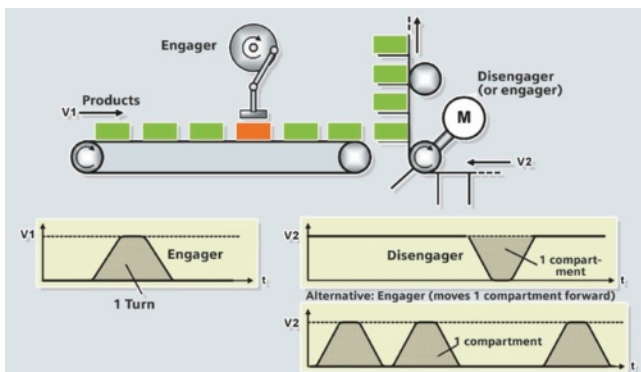 Engager
Disengager
(or engager)
V1
Products
M
V2
V1
Engager
t
1 Turn
V2
Disengager
1 compart-
ment
t
Alternative: Engager (moves 1 compartment forward)
V2
1 compartment
t